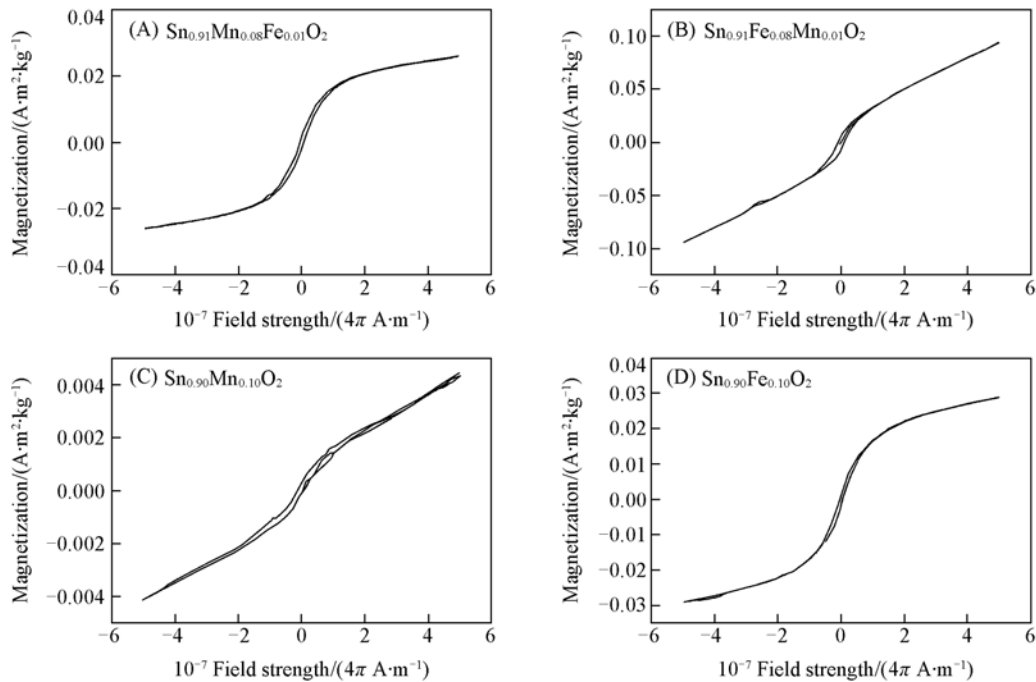 (A) Sn₀.₉₁Mn₀.₀₈Fe₀.₀₁O₂
Magnetization/(A·m²·kg⁻¹)
0.04
0.02
0.00
−0.02
−0.04
−6 −4 −2 0 2 4 6
10⁻⁷ Field strength/(4π A·m⁻¹)
(B) Sn₀.₉₁Fe₀.₀₈Mn₀.₀₁O₂
Magnetization/(A·m²·kg⁻¹)
0.10
0.05
0.00
−0.05
−0.10
−6 −4 −2 0 2 4 6
10⁻⁷ Field strength/(4π A·m⁻¹)
(C) Sn₀.₉₀Mn₀.₁₀O₂
Magnetization/(A·m²·kg⁻¹)
0.004
0.002
0.000
−0.002
−0.004
−6 −4 −2 0 2 4 6
10⁻⁷ Field strength/(4π A·m⁻¹)
(D) Sn₀.₉₀Fe₀.₁₀O₂
Magnetization/(A·m²·kg⁻¹)
0.03
0.02
0.01
0.00
−0.01
−0.02
−0.03
−6 −4 −2 0 2 4 6
10⁻⁷ Field strength/(4π A·m⁻¹)